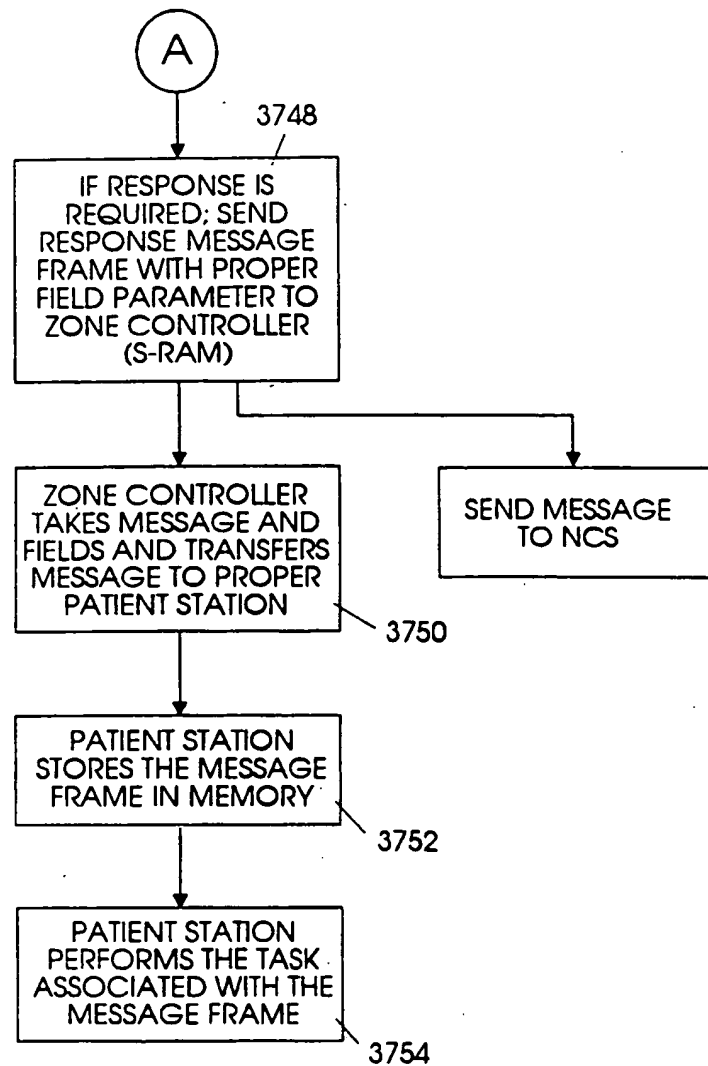 A
3748
IF RESPONSE IS
REQUIRED; SEND
RESPONSE MESSAGE
FRAME WITH PROPER
FIELD PARAMETER TO
ZONE CONTROLLER
(S-RAM)
ZONE CONTROLLER
TAKES MESSAGE AND
FIELDS AND TRANSFERS
MESSAGE TO PROPER
PATIENT STATION
3750
SEND MESSAGE
TO NCS
PATIENT STATION
STORES THE MESSAGE
FRAME IN MEMORY
3752
PATIENT STATION
PERFORMS THE TASK
ASSOCIATED WITH THE
MESSAGE FRAME
3754